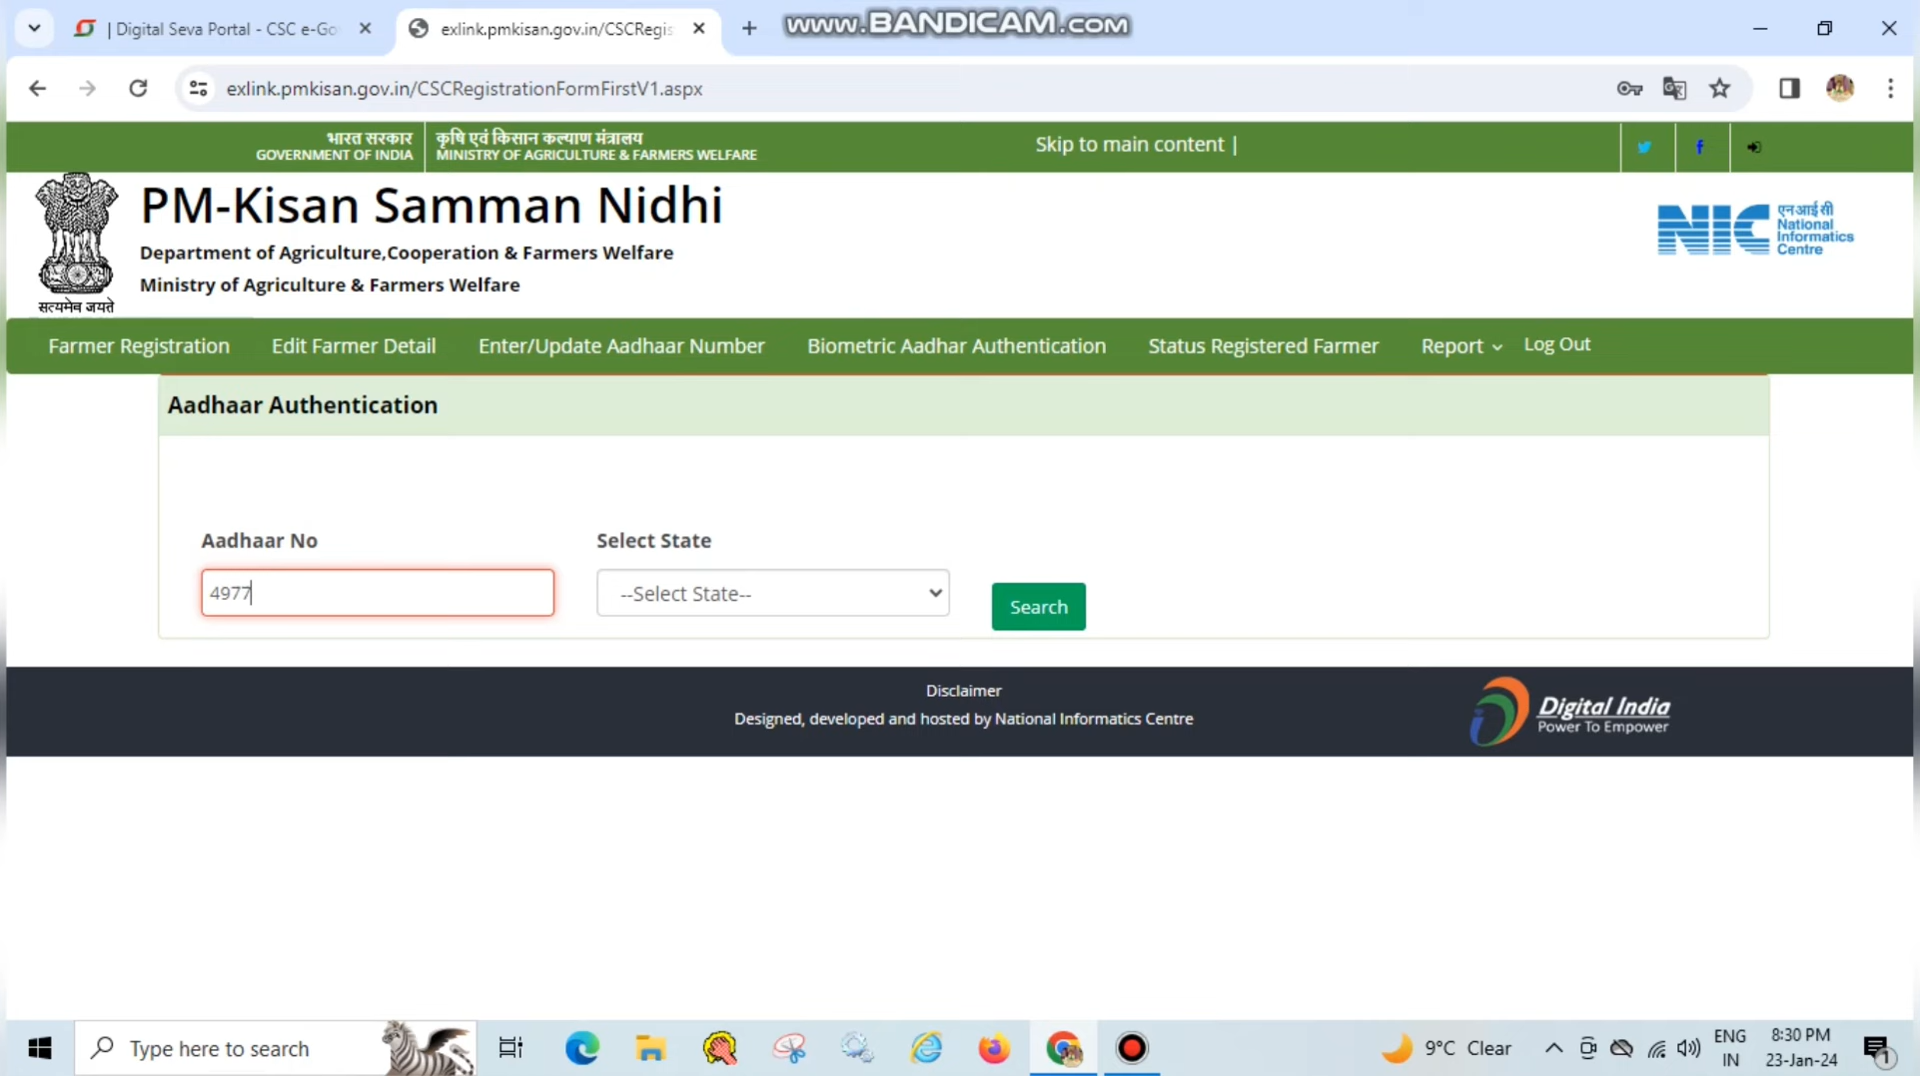 | Digital Seva Portal - CSC e-Go
exlink.pmkisan.gov.in/CSCRegis
www.BANDICAM.com
exlink.pmkisan.gov.in/CSCRegistrationFormFirstV1.aspx
भारत सरकार
GOVERNMENT OF INDIA
कृषि एवं किसान कल्याण मंत्रालय
MINISTRY OF AGRICULTURE & FARMERS WELFARE
Skip to main content |
PM-Kisan Samman Nidhi
Department of Agriculture,Cooperation & Farmers Welfare
Ministry of Agriculture & Farmers Welfare
सत्यमेव जयते
NIC
एन आई सी
National
Informatics
Centre
Farmer Registration Edit Farmer Detail Enter/Update Aadhaar Number Biometric Aadhar Authentication Status Registered Farmer Report Log Out
Aadhaar Authentication
Aadhaar No Select State
4977 --Select State-- Search
Disclaimer
Designed, developed and hosted by National Informatics Centre
Digital India
Power To Empower
Type here to search
9°C Clear
ENG
IN
8:30 PM
23-Jan-24
1